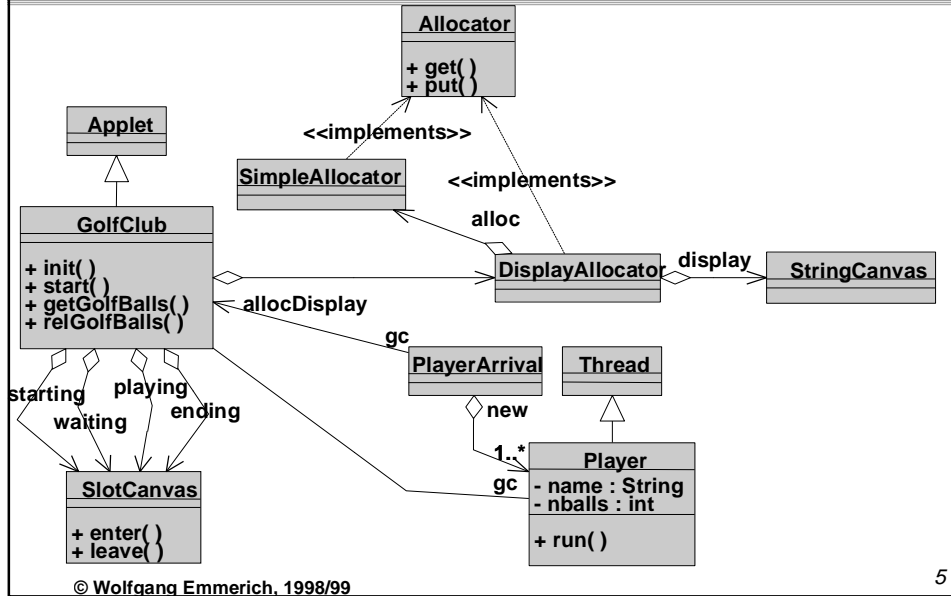 Allocator
+ get( )
+ put( )
Applet
<<implements>>
SimpleAllocator
<<implements>>
GolfClub
+ init( )
+ start( )
+ getGolfBalls( )
+ relGolfBalls( )
alloc
DisplayAllocator
display
StringCanvas
allocDisplay
gc
PlayerArrival
Thread
starting
waiting
playing
ending
new
1..*
gc
Player
- name : String
- nballs : int
+ run( )
SlotCanvas
+ enter( )
+ leave( )
© Wolfgang Emmerich, 1998/99
5